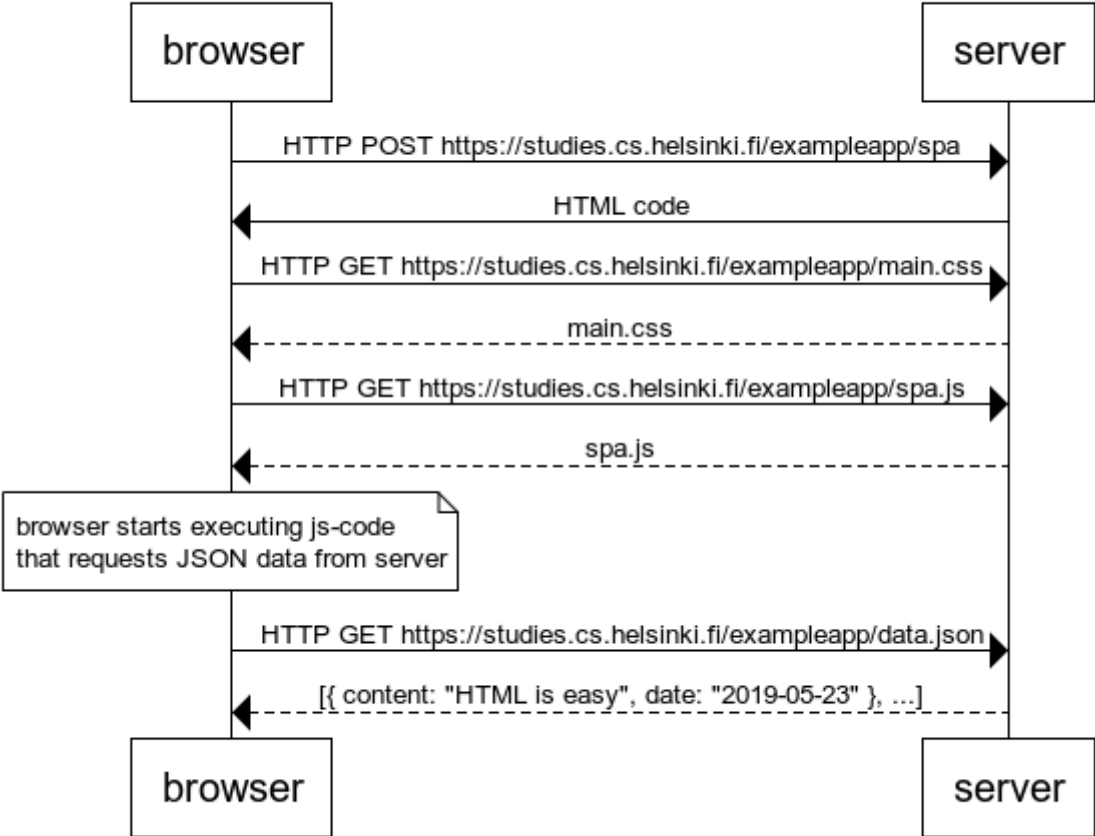 browser
server
HTTP POST https://studies.cs.helsinki.fi/exampleapp/spa
HTML code
HTTP GET https://studies.cs.helsinki.fi/exampleapp/main.css
main.css
HTTP GET https://studies.cs.helsinki.fi/exampleapp/spa.js
spa.js
browser starts executing js-code
that requests JSON data from server
HTTP GET https://studies.cs.helsinki.fi/exampleapp/data.json
[{ content: "HTML is easy", date: "2019-05-23" }, ...]
browser
server